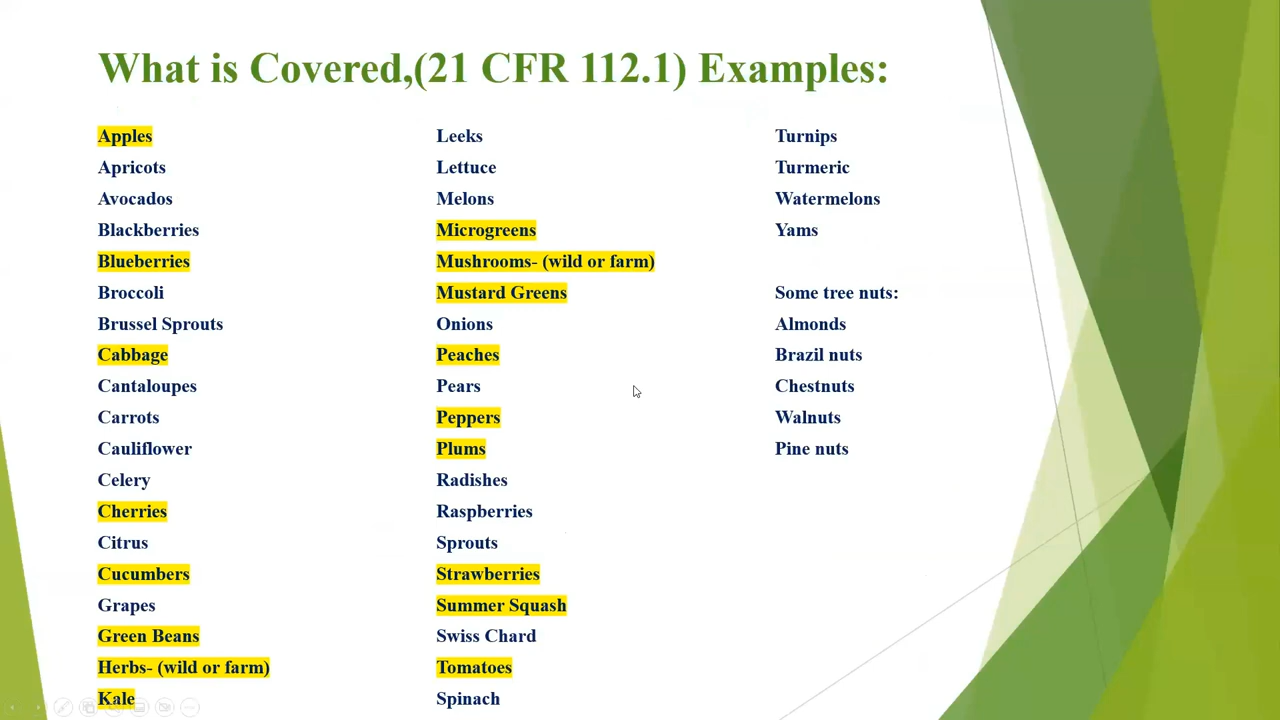 What is Covered,(21 CFR 112.1) Examples:
Apples
Apricots
Avocados
Blackberries
Blueberries
Broccoli
Brussel Sprouts
Cabbage
Cantaloupes
Carrots
Cauliflower
Celery
Cherries
Citrus
Cucumbers
Grapes
Green Beans
Herbs- (wild or farm)
Kale
Leeks
Lettuce
Melons
Microgreens
Mushrooms- (wild or farm)
Mustard Greens
Onions
Peaches
Pears
Peppers
Plums
Radishes
Raspberries
Sprouts
Strawberries
Summer Squash
Swiss Chard
Tomatoes
Spinach
Turnips
Turmeric
Watermelons
Yams
Some tree nuts:
Almonds
Brazil nuts
Chestnuts
Walnuts
Pine nuts